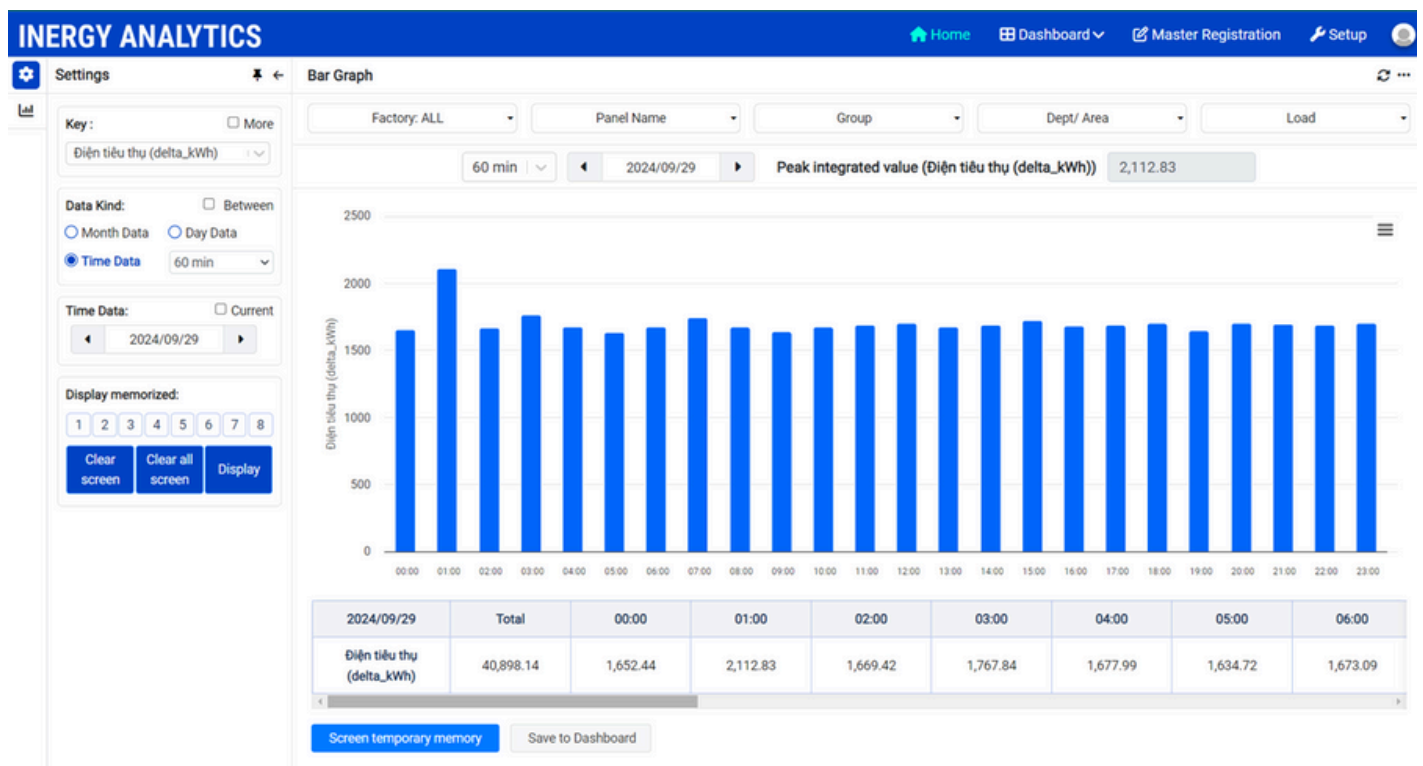 INERGY ANALYTICS
Home Dashboard Master Registration Setup
Settings
Bar Graph
Key : More
Điện tiêu thụ (delta_kWh)
Data Kind: Between
Month Data Day Data
Time Data 60 min
Time Data: Current
2024/09/29
Display memorized:
1 2 3 4 5 6 7 8
Clear screen Clear all screen Display
Factory: ALL Panel Name Group Dept/ Area Load
60 min 2024/09/29 Peak integrated value (Điện tiêu thụ (delta_kWh)) 2,112.83
2500
2000
1500
1000
500
0
Điện tiêu thụ (delta_kWh)
00:00 01:00 02:00 03:00 04:00 05:00 06:00 07:00 08:00 09:00 10:00 11:00 12:00 13:00 14:00 15:00 16:00 17:00 18:00 19:00 20:00 21:00 22:00 23:00
2024/09/29 Total 00:00 01:00 02:00 03:00 04:00 05:00 06:00
Điện tiêu thụ (delta_kWh) 40,898.14 1,652.44 2,112.83 1,669.42 1,767.84 1,677.99 1,634.72 1,673.09
Screen temporary memory Save to Dashboard